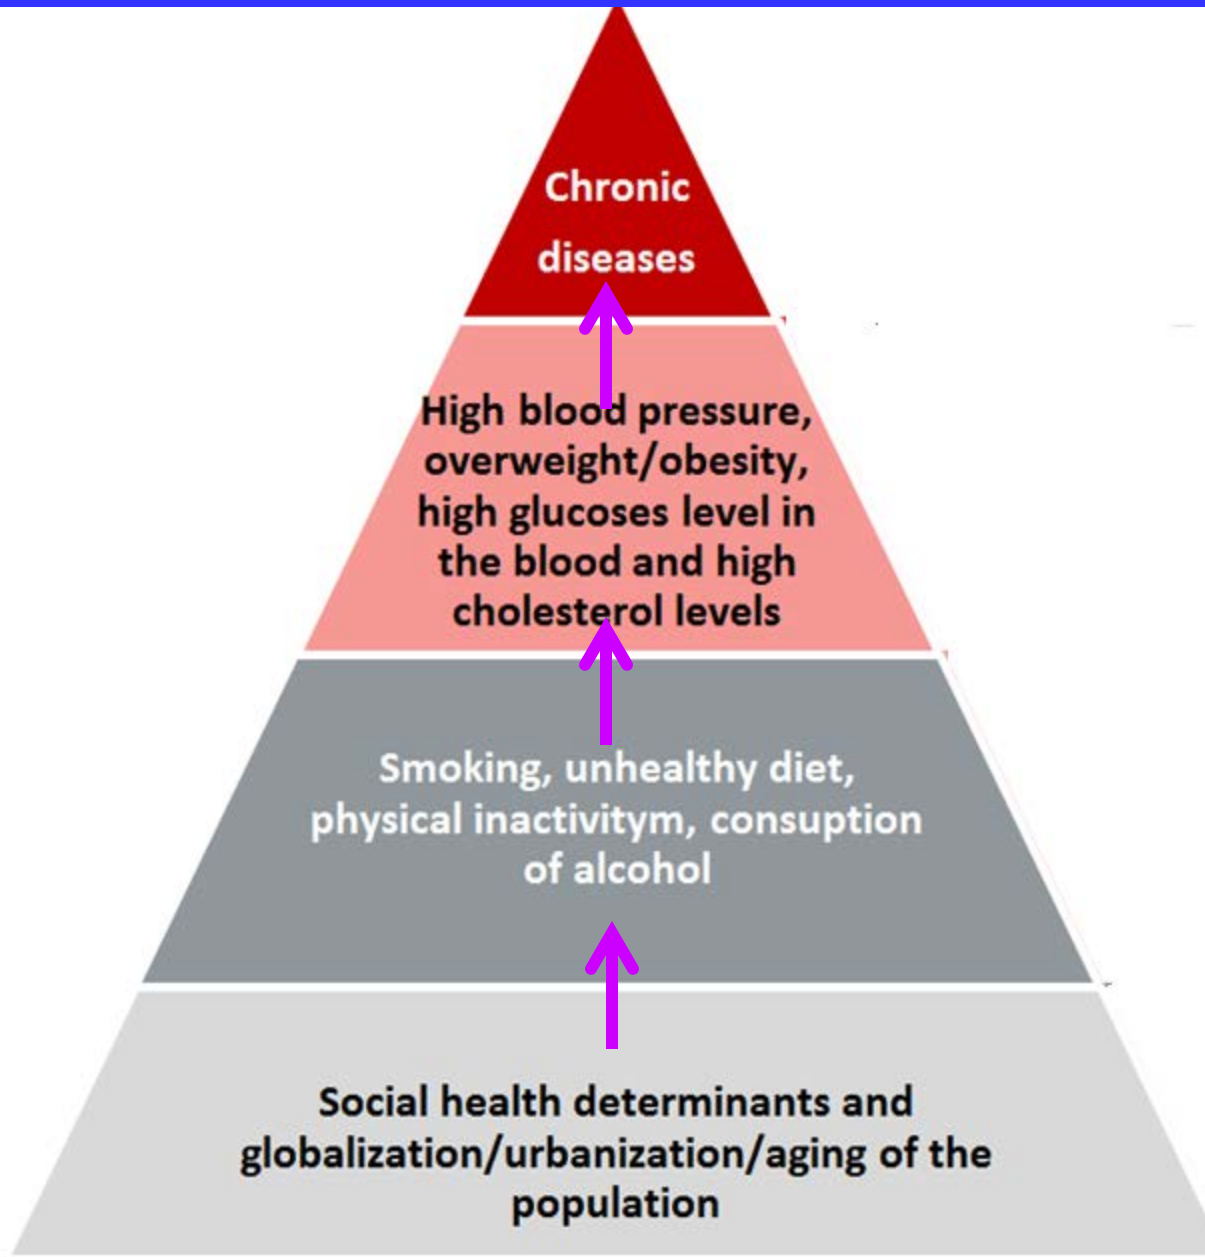 Chronic
diseases
High blood pressure,
overweight/obesity,
high glucoses level in
the blood and high
cholesterol levels
Smoking, unhealthy diet,
physical inactivitym, consuption
of alcohol
Social health determinants and
globalization/urbanization/aging of the
population